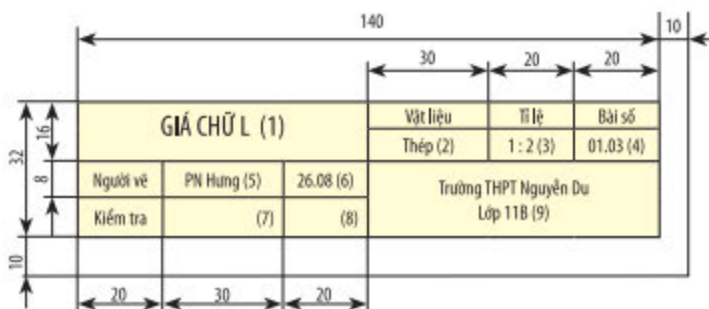 140
10
30
20
20
32
16
GIÁ CHỮ L (1)
Vật liệu
Tỉ lệ
Bài số
Thép (2)
1 : 2 (3)
01.03 (4)
8
Người vẽ
PN Hưng (5)
26.08 (6)
Trường THPT Nguyễn Du
Lớp 11B (9)
Kiểm tra
(7)
(8)
10
20
30
20